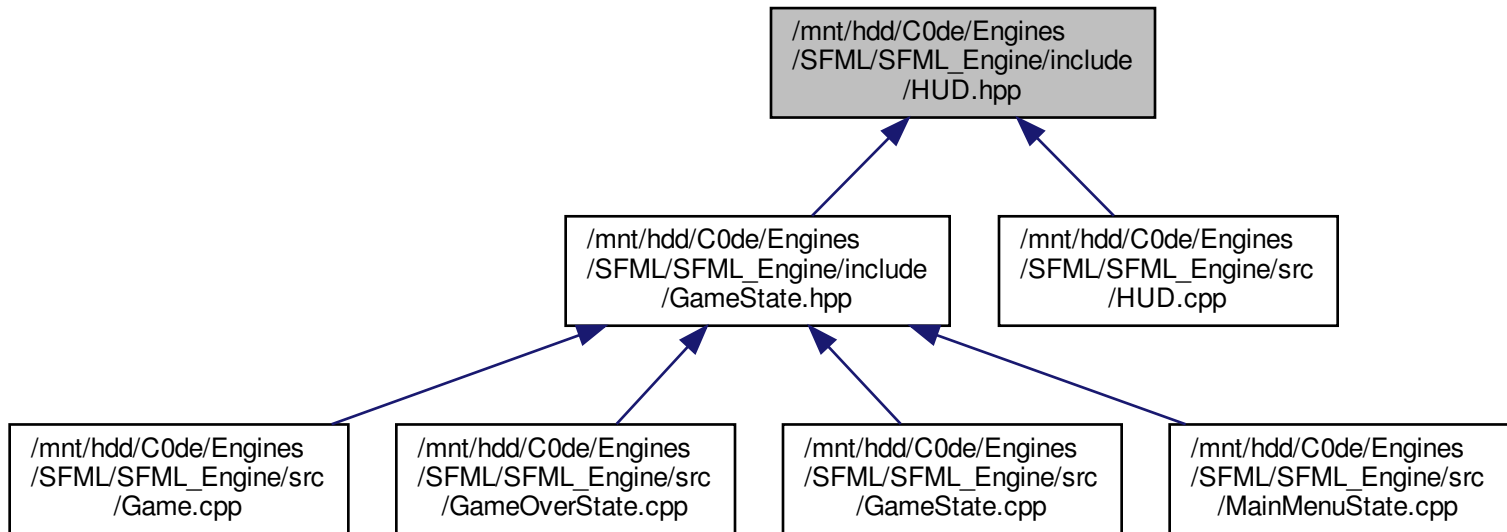 /mnt/hdd/C0de/Engines
/SFML/SFML_Engine/include
/HUD.hpp
/mnt/hdd/C0de/Engines
/SFML/SFML_Engine/include
/GameState.hpp
/mnt/hdd/C0de/Engines
/SFML/SFML_Engine/src
/HUD.cpp
/mnt/hdd/C0de/Engines
/SFML/SFML_Engine/src
/Game.cpp
/mnt/hdd/C0de/Engines
/SFML/SFML_Engine/src
/GameOverState.cpp
/mnt/hdd/C0de/Engines
/SFML/SFML_Engine/src
/GameState.cpp
/mnt/hdd/C0de/Engines
/SFML/SFML_Engine/src
/MainMenuState.cpp